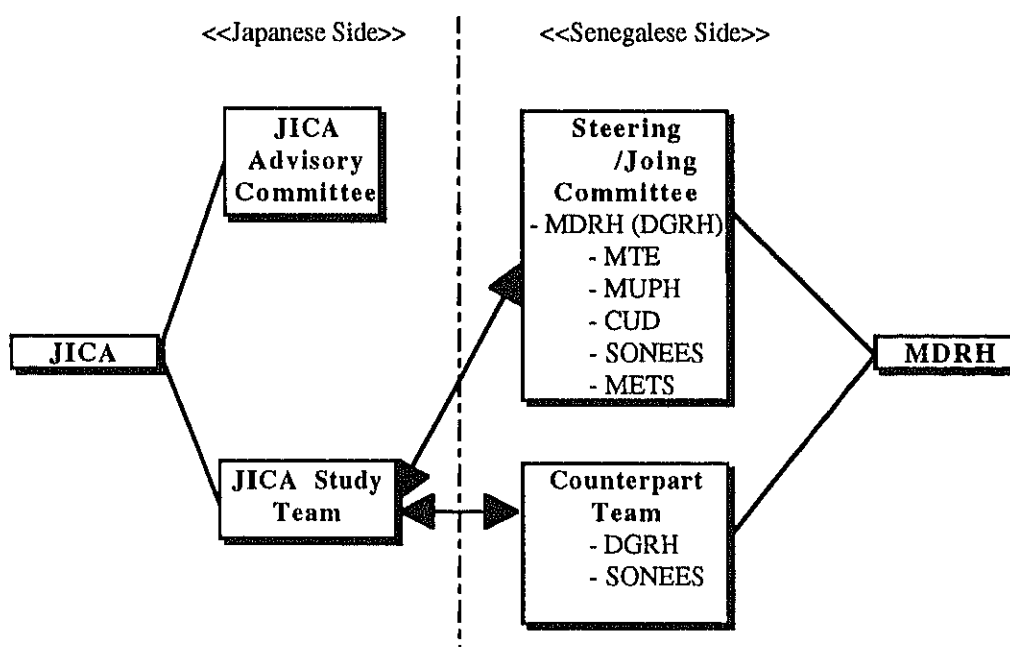 <<Japanese Side>>
<<Senegalese Side>>
JICA
Advisory
Committee
Steering
/Joing
Committee
- MDRH (DGRH)
- MTE
- MUPH
- CUD
- SONEES
- METS
JICA
MDRH
JICA Study
Team
Counterpart
Team
- DGRH
- SONEES